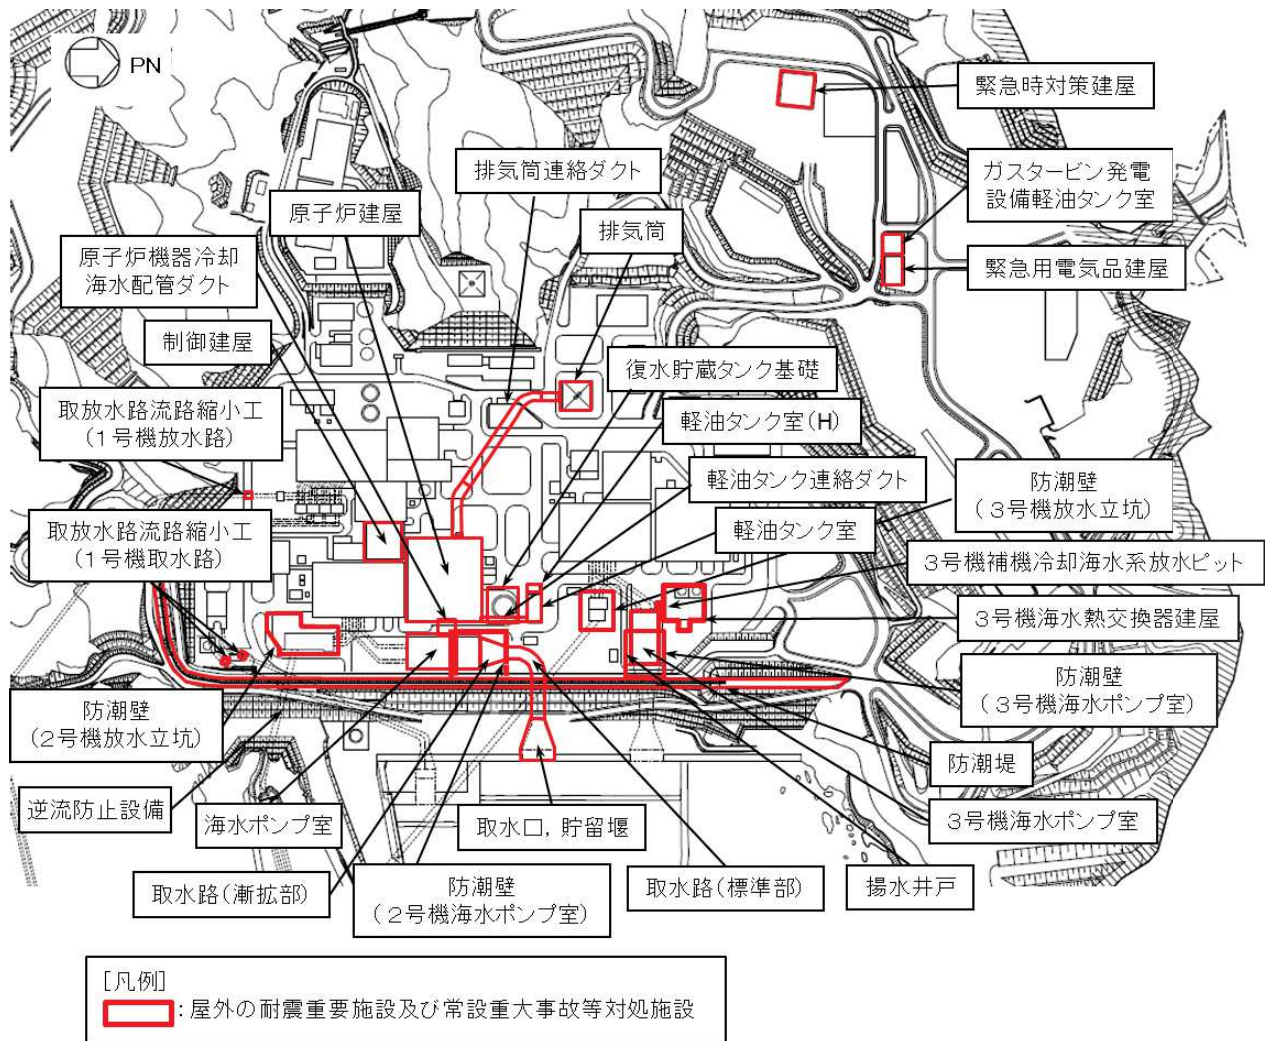 PN
緊急時対策建屋
排気筒連絡ダクト
ガスタービン発電
設備軽油タンク室
原子炉建屋
排気筒
原子炉機器冷却
海水配管ダクト
緊急用電気品建屋
制御建屋
復水貯蔵タンク基礎
取放水路流路縮小工
(1号機放水路)
軽油タンク室(H)
軽油タンク連絡ダクト
防潮壁
(3号機放水立坑)
取放水路流路縮小工
(1号機取水路)
軽油タンク室
3号機補機冷却海水系放水ピット
3号機海水熱交換器建屋
防潮壁
(2号機放水立坑)
防潮壁
(3号機海水ポンプ室)
防潮堤
逆流防止設備
海水ポンプ室
取水口,貯留堰
3号機海水ポンプ室
取水路(漸拡部)
防潮壁
(2号機海水ポンプ室)
取水路(標準部)
揚水井戸
[凡例]
:屋外の耐震重要施設及び常設重大事故等対処施設